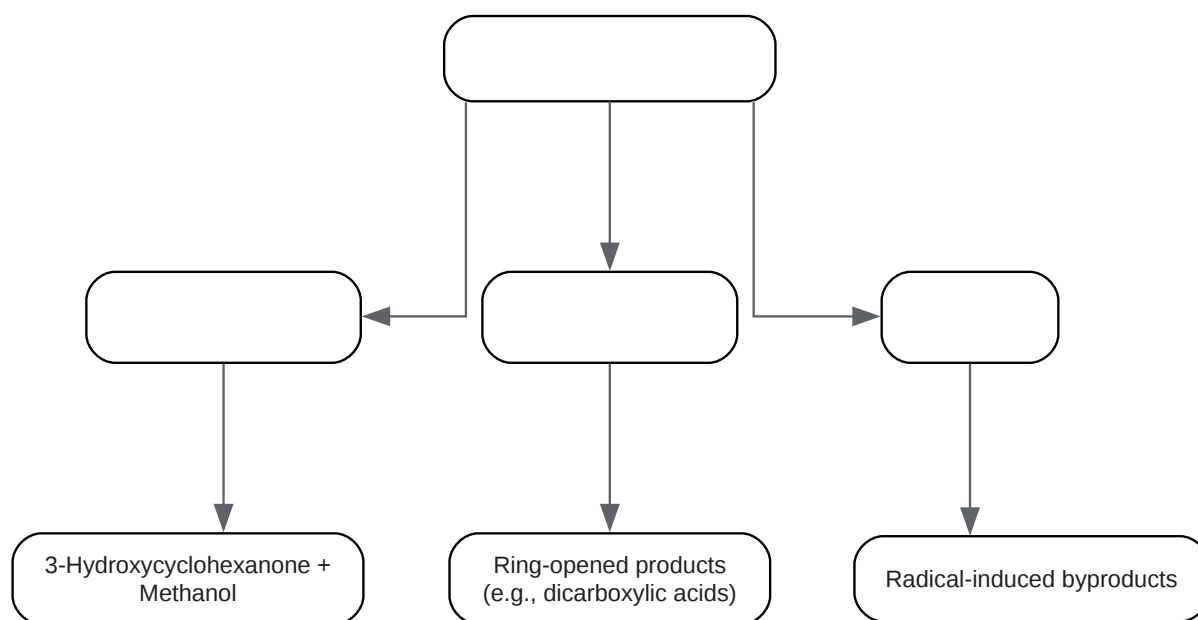 3-Hydroxycyclohexanone +
Methanol
Ring-opened products
(e.g., dicarboxylic acids)
Radical-induced byproducts